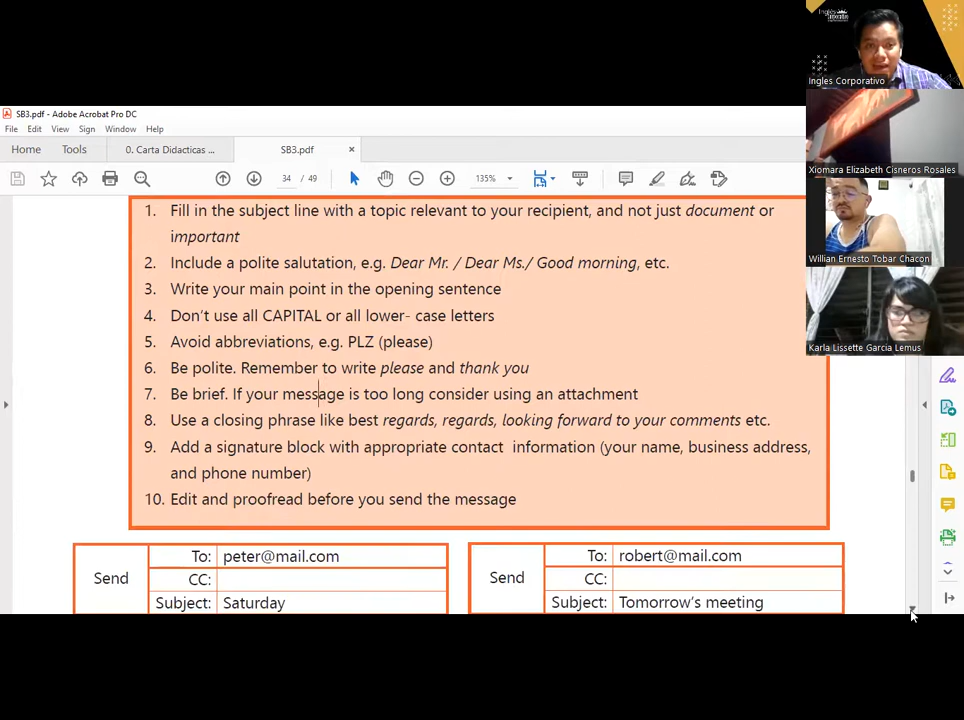 Inglés
Corporativo
Ingles Corporativo
SB3.pdf - Adobe Acrobat Pro DC
File Edit View Sign Window Help
Home Tools 0. Carta Didacticas ... SB3.pdf ×
34 / 49 135%
Xiomara Elizabeth Cisneros Rosales
Willian Ernesto Tobar Chacon
Karla Lissette Garcia Lemus
1. Fill in the subject line with a topic relevant to your recipient, and not just document or
important
2. Include a polite salutation, e.g. Dear Mr. / Dear Ms./ Good morning, etc.
3. Write your main point in the opening sentence
4. Don't use all CAPITAL or all lower- case letters
5. Avoid abbreviations, e.g. PLZ (please)
6. Be polite. Remember to write please and thank you
7. Be brief. If your message is too long consider using an attachment
8. Use a closing phrase like best regards, regards, looking forward to your comments etc.
9. Add a signature block with appropriate contact information (your name, business address,
and phone number)
10. Edit and proofread before you send the message
Send
To: peter@mail.com
CC:
Subject: Saturday
Send
To: robert@mail.com
CC:
Subject: Tomorrow's meeting